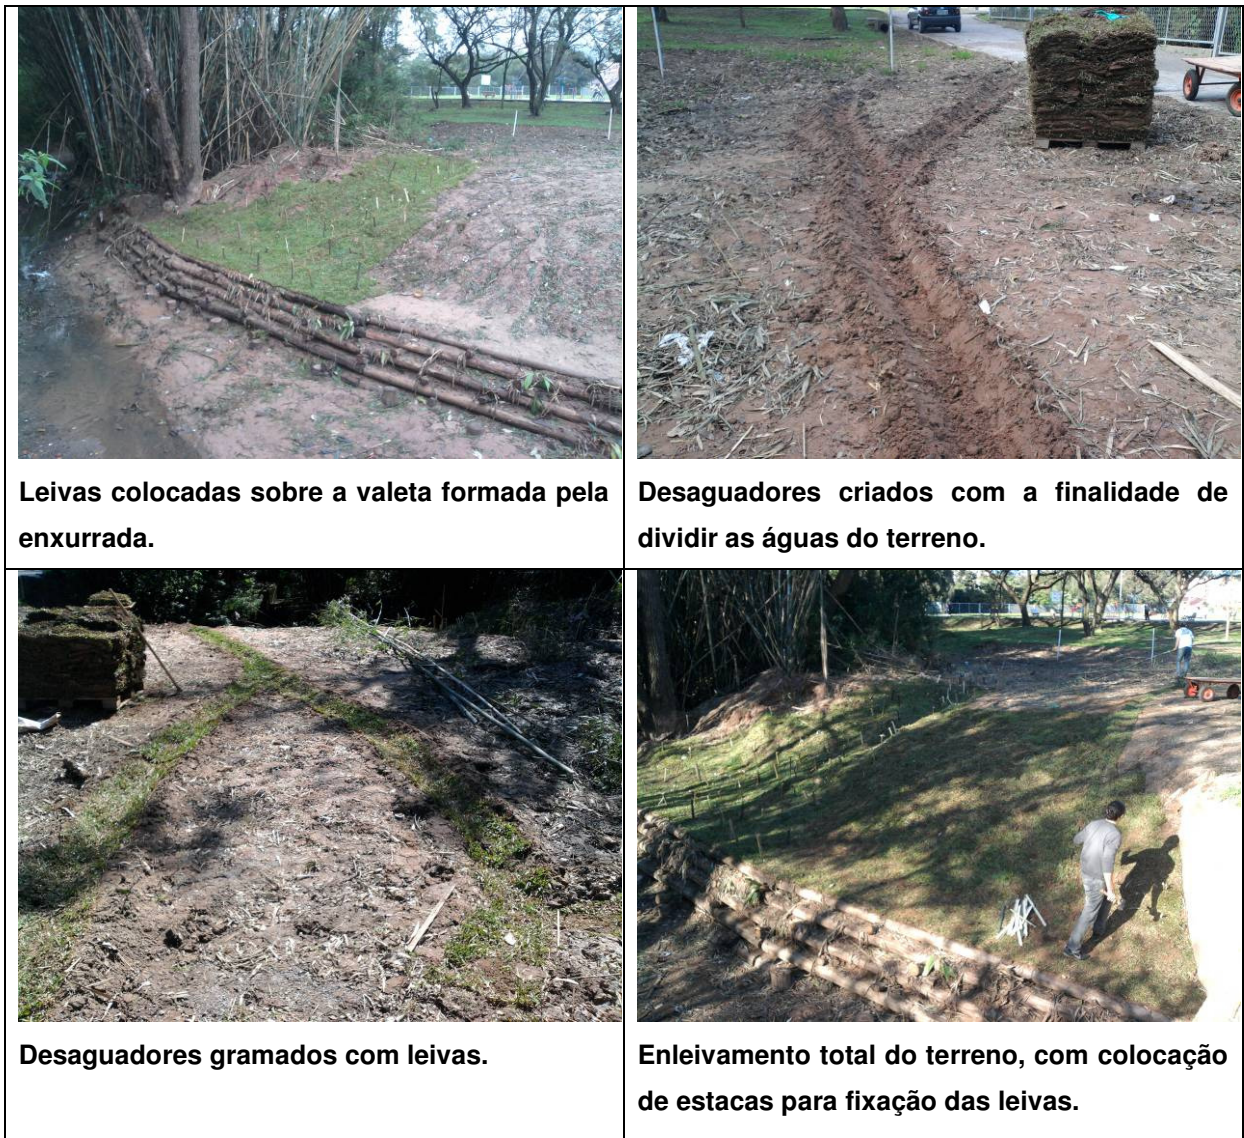 Leivas colocadas sobre a valeta formada pela
enxurrada.
Desaguadores criados com a finalidade de
dividir as águas do terreno.
Desaguadores gramados com leivas.
Enleivamento total do terreno, com colocação
de estacas para fixação das leivas.